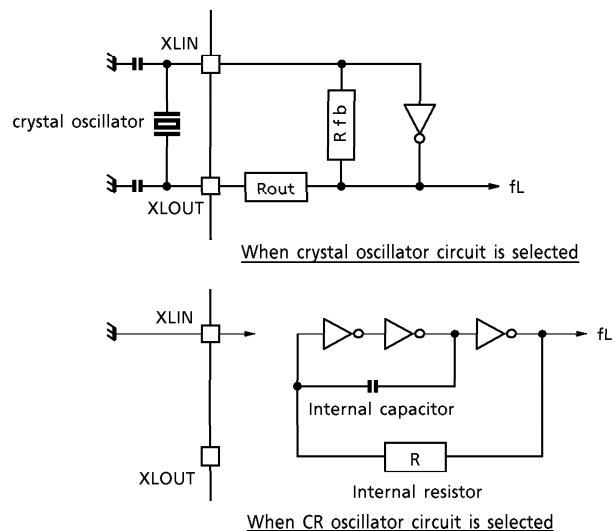 XLIN
crystal oscillator
Rfb
Rout
fL
XLOUT
When crystal oscillator circuit is selected
XLIN
fL
Internal capacitor
XLOUT
R
Internal resistor
When CR oscillator circuit is selected